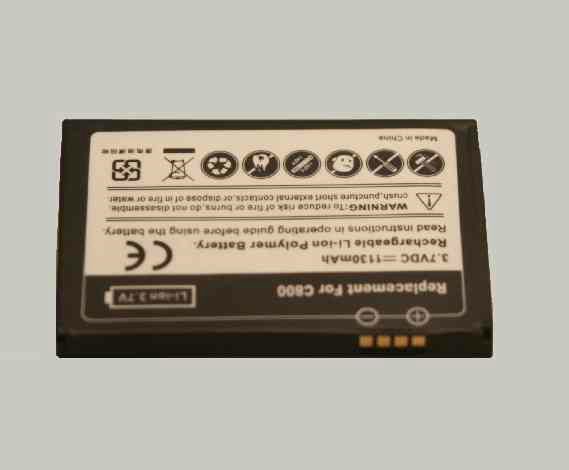 Replacement For C800
Li-ion 3.7V
3.7VDC 1130mAh
Rechargeable Li-ion Polymer Battery.
Read instructions in operating guide before using the battery.
CE
WARNING: To reduce risk of fire or burns, do not disassemble,
crush,puncture short external contacts,or dispose of in of fire or water.
Made in China